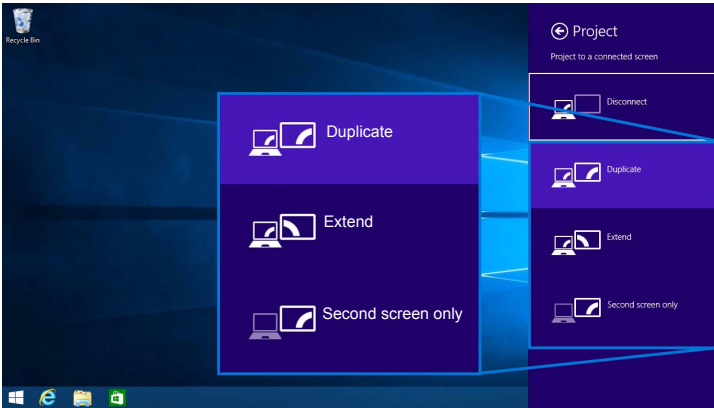 Recycle Bin
Project
Project to a connected screen
Disconnect
Duplicate
Extend
Second screen only
Duplicate
Extend
Second screen only